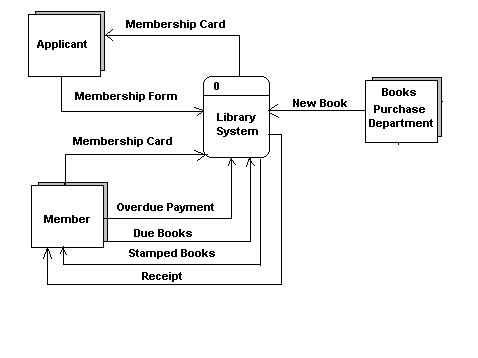 Membership Card
Applicant
0
Membership Form
Library
System
New Book
Books
Purchase
Department
Membership Card
Member
Overdue Payment
Due Books
Stamped Books
Receipt